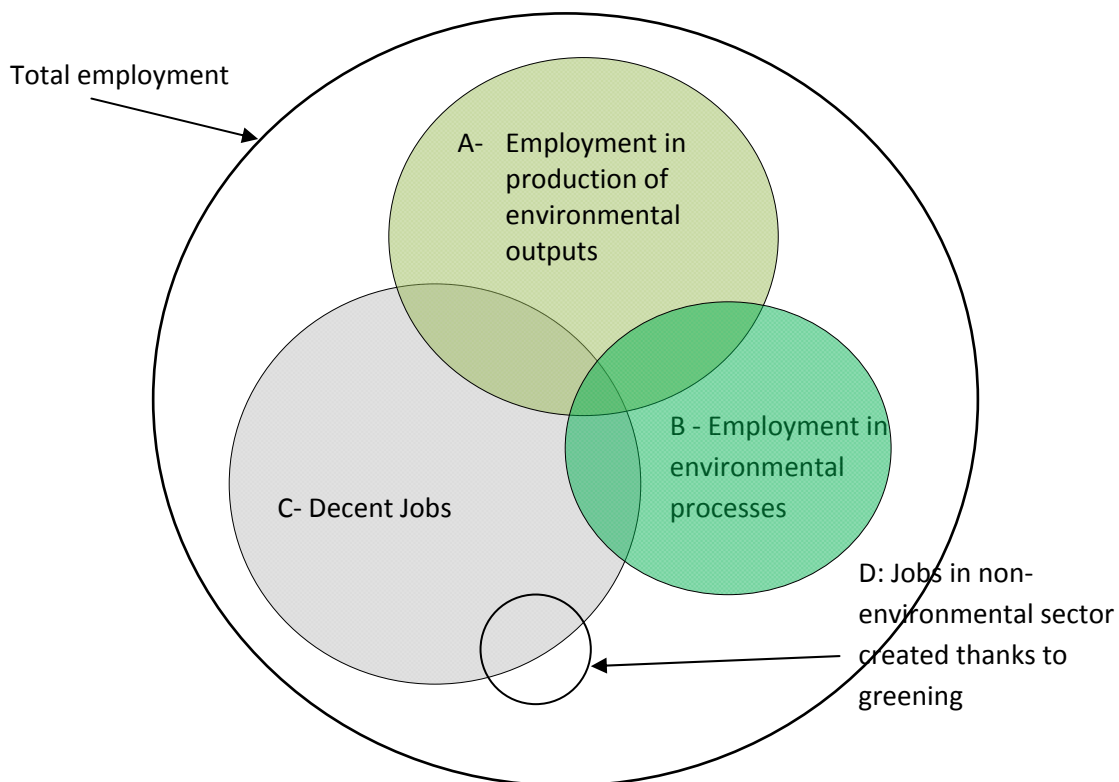 Total employment
A- Employment in
production of
environmental
outputs
B - Employment in
environmental
processes
C- Decent Jobs
D: Jobs in non-
environmental sector
created thanks to
greening